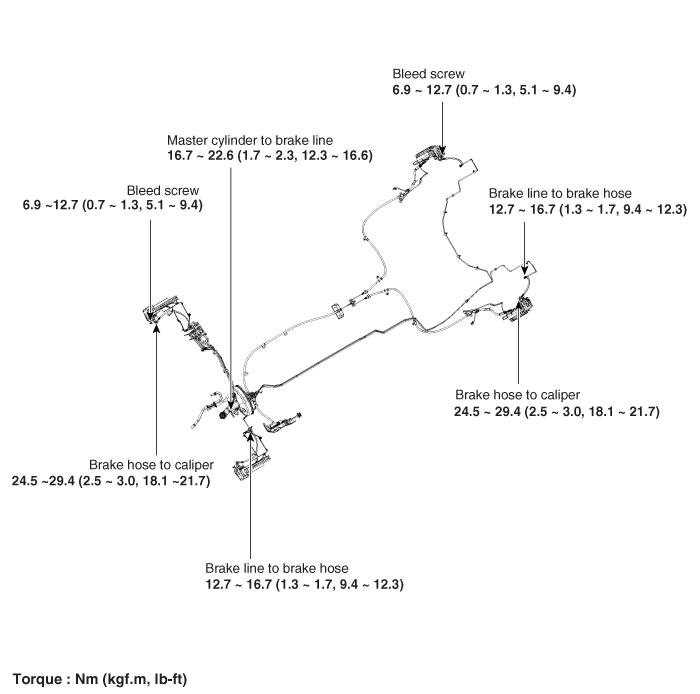 Bleed screw
6.9 ~ 12.7 (0.7 ~ 1.3, 5.1 ~ 9.4)
Master cylinder to brake line
16.7 ~ 22.6 (1.7 ~ 2.3, 12.3 ~ 16.6)
Bleed screw
6.9 ~12.7 (0.7 ~ 1.3, 5.1 ~ 9.4)
Brake line to brake hose
12.7 ~ 16.7 (1.3 ~ 1.7, 9.4 ~ 12.3)
Brake hose to caliper
24.5 ~ 29.4 (2.5 ~ 3.0, 18.1 ~ 21.7)
Brake hose to caliper
24.5 ~29.4 (2.5 ~ 3.0, 18.1 ~21.7)
Brake line to brake hose
12.7 ~ 16.7 (1.3 ~ 1.7, 9.4 ~ 12.3)
Torque : Nm (kgf.m, lb-ft)